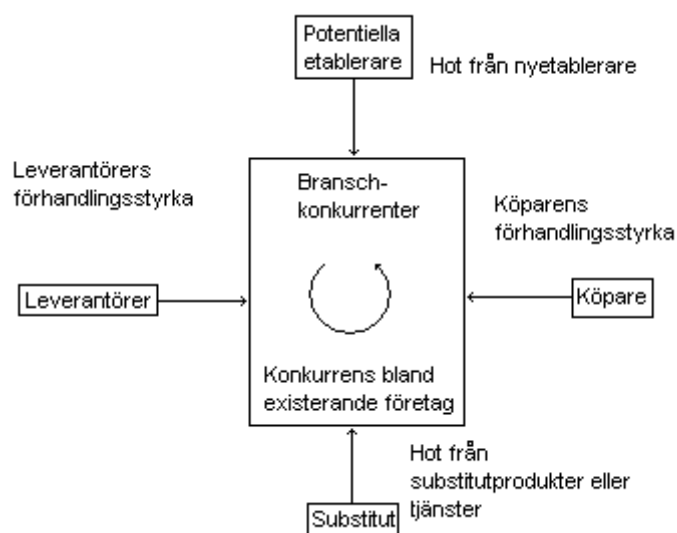 Potentiella
etablerare
Hot från nyetablerare
Leverantörers
förhandlingsstyrka
Bransch-
konkurrenter
Köparens
förhandlingsstyrka
Leverantörer
Köpare
Konkurrens bland
existerande företag
Hot från
substitutprodukter eller
tjänster
Substitut